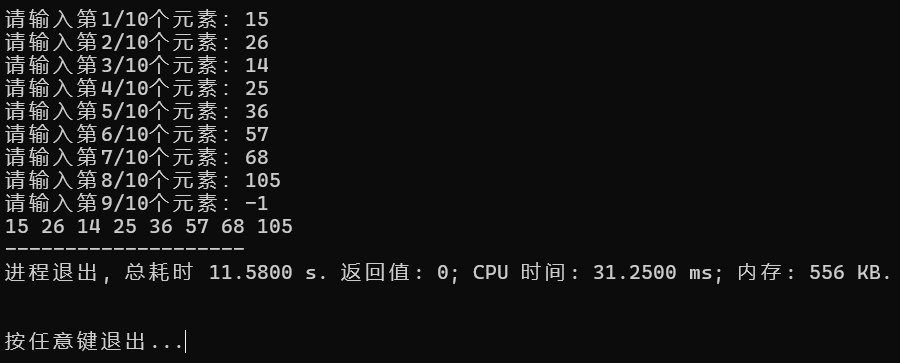 请输入第1/10个元素: 15
请输入第2/10个元素: 26
请输入第3/10个元素: 14
请输入第4/10个元素: 25
请输入第5/10个元素: 36
请输入第6/10个元素: 57
请输入第7/10个元素: 68
请输入第8/10个元素: 105
请输入第9/10个元素: -1
15 26 14 25 36 57 68 105
--------------------
进程退出, 总耗时 11.5800 s. 返回值: 0; CPU 时间: 31.2500 ms; 内存: 556 KB.
按任意键退出...